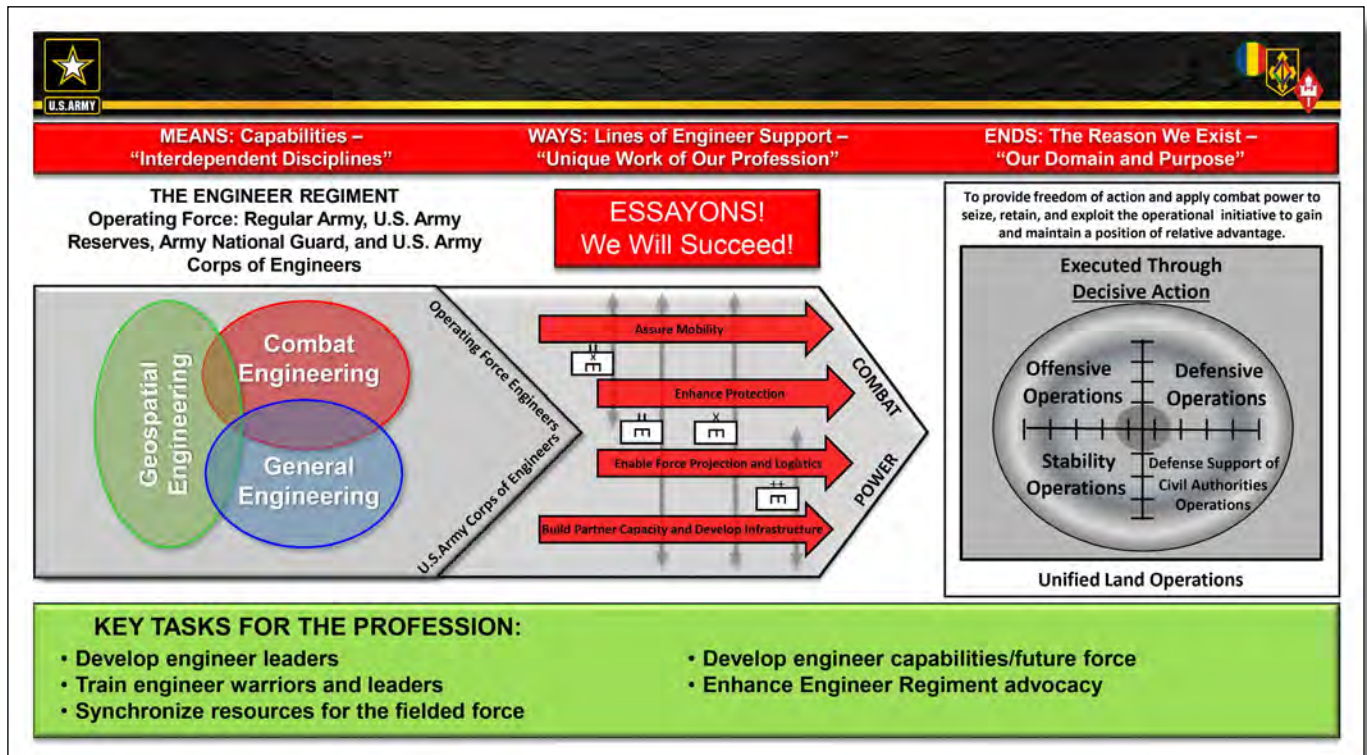 U.S.ARMY
MEANS: Capabilities –
“Interdependent Disciplines”
WAYS: Lines of Engineer Support –
“Unique Work of Our Profession”
ENDS: The Reason We Exist –
“Our Domain and Purpose”
THE ENGINEER REGIMENT
Operating Force: Regular Army, U.S. Army
Reserves, Army National Guard, and U.S. Army
Corps of Engineers
Geospatial
Engineering
Combat
Engineering
General
Engineering
Operating Force Engineers
U.S.Army Corps of Engineers
ESSAYONS!
We Will Succeed!
Assure Mobility
II
X
E
Enhance Protection
II
E
X
E
Enable Force Projection and Logistics
++
E
Build Partner Capacity and Develop Infrastructure
COMBAT
POWER
To provide freedom of action and apply combat power to
seize, retain, and exploit the operational initiative to gain
and maintain a position of relative advantage.
Executed Through
Decisive Action
Offensive
Operations
Defensive
Operations
Stability
Operations
Defense Support of
Civil Authorities
Operations
Unified Land Operations
KEY TASKS FOR THE PROFESSION:
• Develop engineer leaders
• Train engineer warriors and leaders
• Synchronize resources for the fielded force
• Develop engineer capabilities/future force
• Enhance Engineer Regiment advocacy